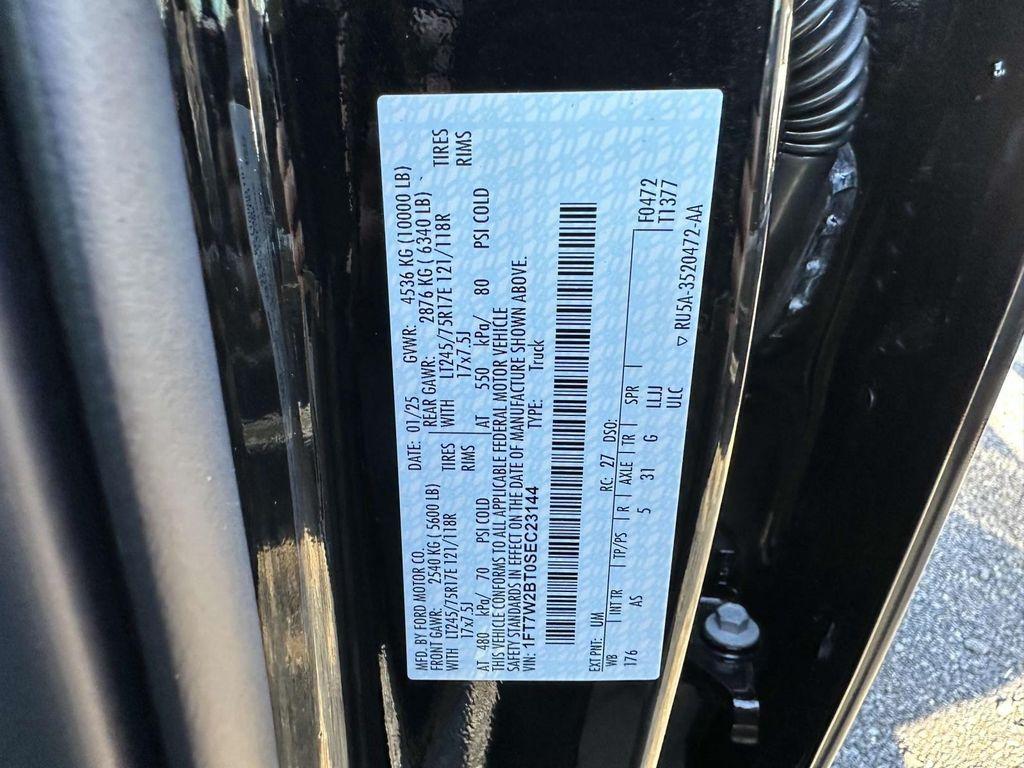 MFD. BY FORD MOTOR CO. DATE: 01/25 GVWR: 4536 KG (10000 LB)
FRONT GAWR: 2540 KG ( 5600 LB) REAR GAWR: 2876 KG ( 6340 LB)
WITH LT245/75R17E 121/118R TIRES WITH LT245/75R17E 121/118R TIRES
17x7.5J RIMS 17x7.5J RIMS
AT 480 kPa/ 70 PSI COLD AT 550 kPa/ 80 PSI COLD
THIS VEHICLE CONFORMS TO ALL APPLICABLE FEDERAL MOTOR VEHICLE
SAFETY STANDARDS IN EFFECT ON THE DATE OF MANUFACTURE SHOWN ABOVE.
VIN: 1FT7W2BT0SEC23144 TYPE: Truck
EXT PNT: UM RC: 27 DSO: F0472
WB INT TR TP/PS R AXLE TR SPR T1377
176 AS 5 31 G LLJJ
ULC
▽ RU5A-3520472-AA